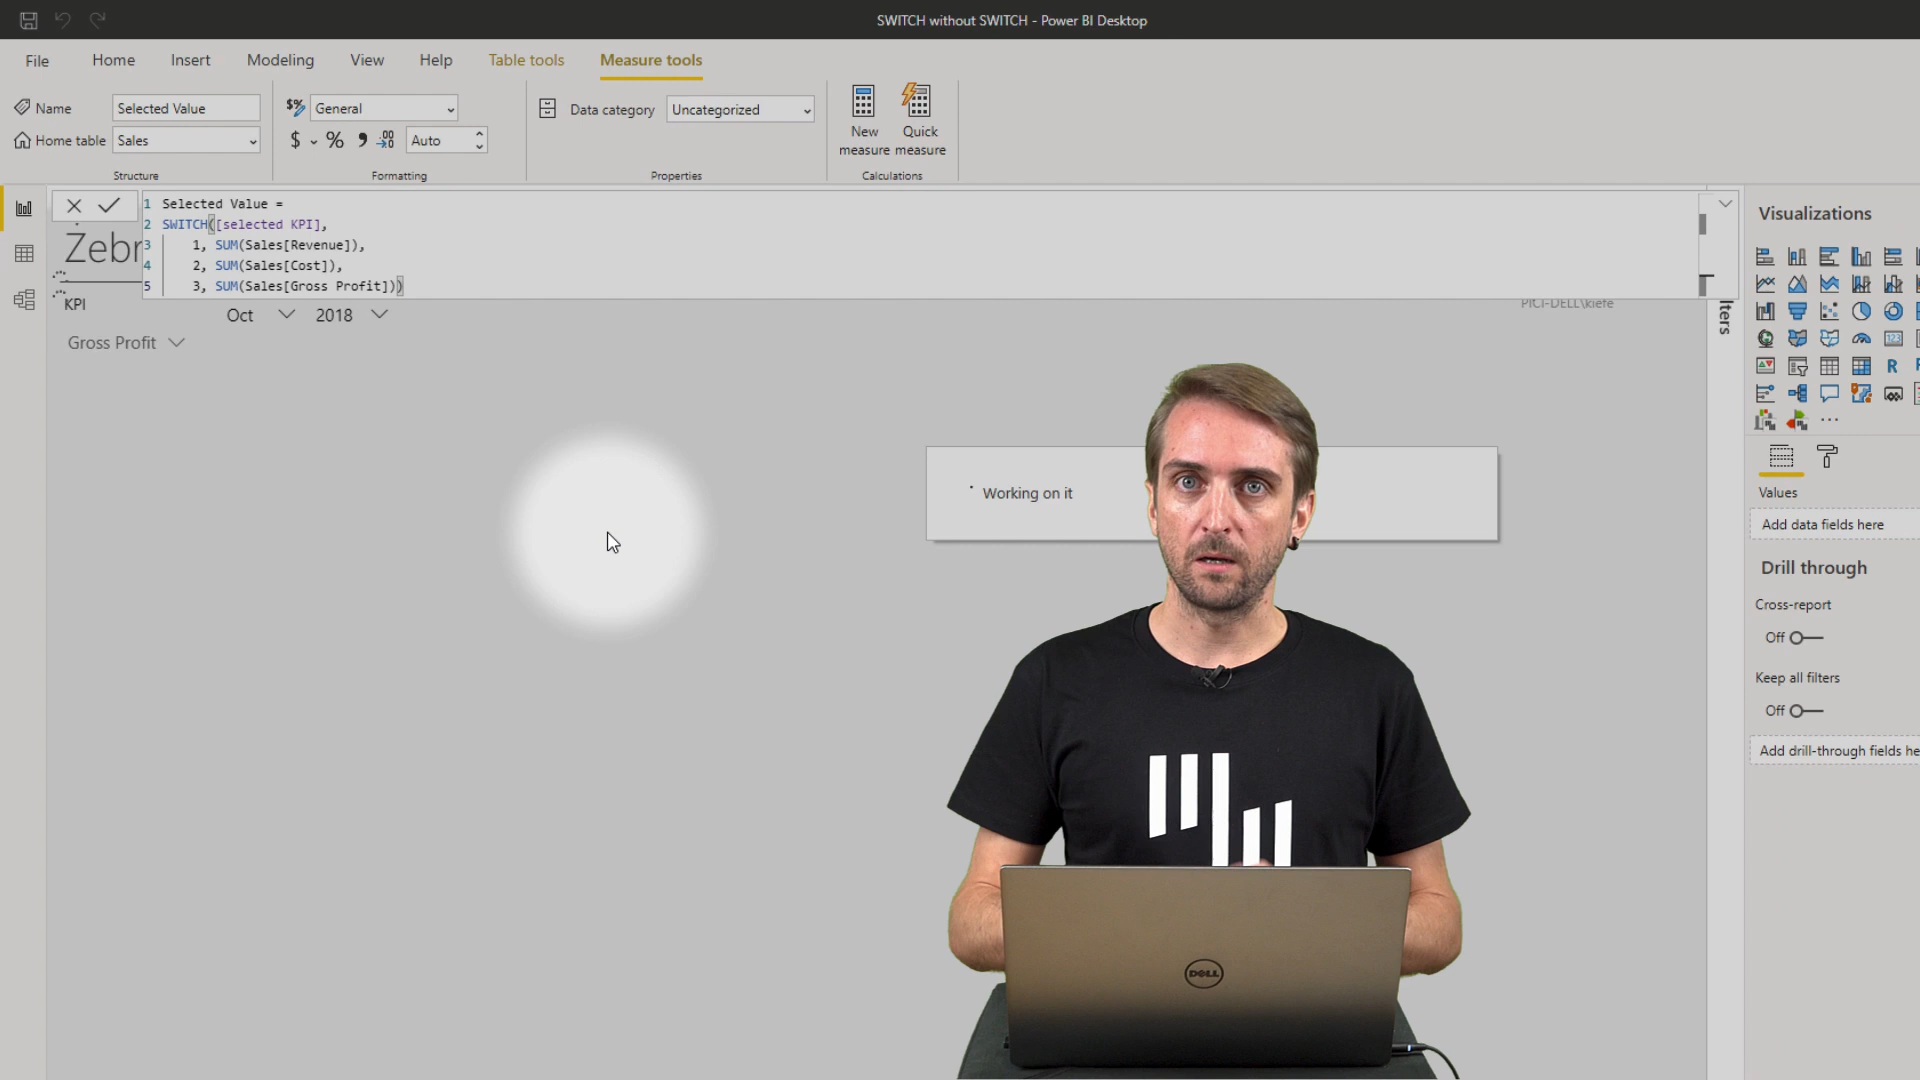 SWITCH without SWITCH - Power BI Desktop
File Home Insert Modeling View Help Table tools Measure tools
Name Selected Value
Home table Sales
Structure
$% General
$ % Auto
Formatting
Data category Uncategorized
Properties
New measure
Quick measure
Calculations
1 Selected Value =
2 SWITCH([selected KPI],
3 1, SUM(Sales[Revenue]),
4 2, SUM(Sales[Cost]),
5 3, SUM(Sales[Gross Profit]))
KPI
Gross Profit
Oct 2018
PICI-DELL\kiefe
Working on it
DELL
Visualizations
123
R
Values
Add data fields here
Drill through
Cross-report
Off
Keep all filters
Off
Add drill-through fields he